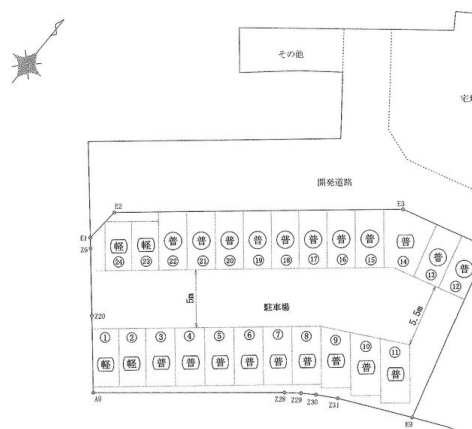 その他
宅
開発道路
E2
E3
E1
Z6
軽 軽 普 普 普 普 普 普 普 普 普 普 普
㉔ ㉓ ㉒ ㉑ ⑳ ⑲ ⑱ ⑰ ⑯ ⑮ ⑭ ⑬ ⑫
5m
駐車場
5.5m
Z20
① ② ③ ④ ⑤ ⑥ ⑦ ⑧ ⑨ ⑩ ⑪
軽 軽 普 普 普 普 普 普 普 普 普
A9
Z28
Z29
Z30
Z31
E9